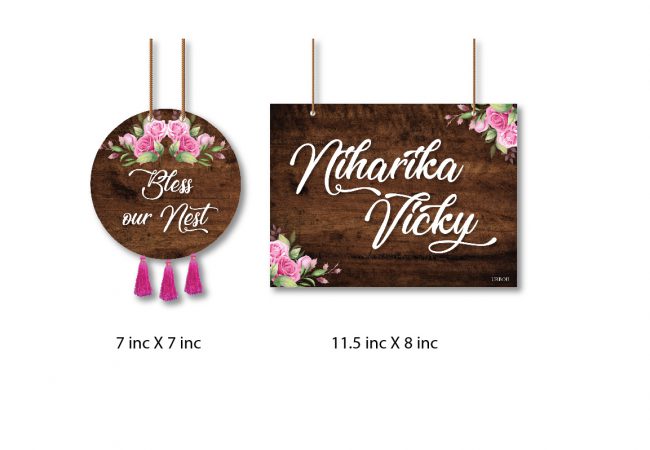 Bless
our Nest
Niharika
Vicky
7 inc X 7 inc
11.5 inc X 8 inc